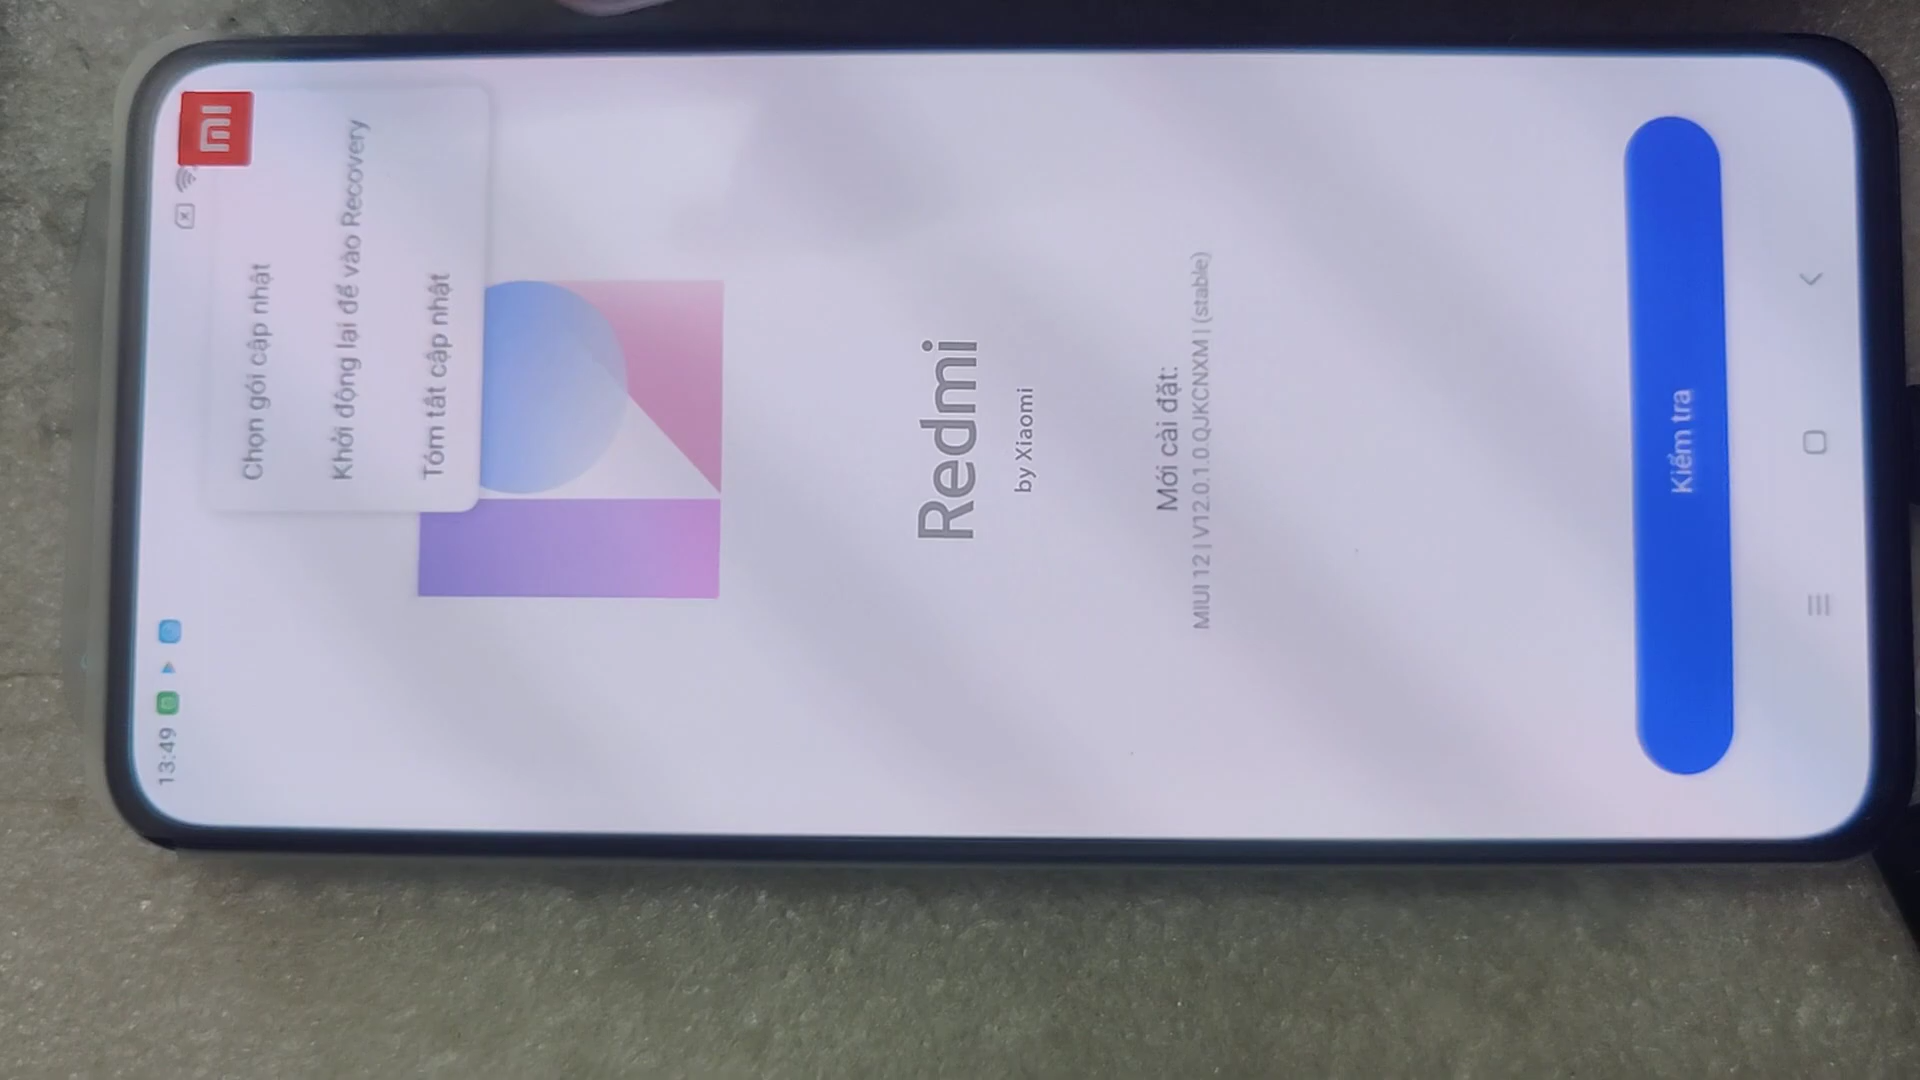 13:49
Chọn gói cập nhật
Khởi động lại để vào Recovery
Tóm tắt cập nhật
Redmi
by Xiaomi
Mới cài đặt:
MIUI 12 | V12.0.1.0.QJKCNXM | (stable)
Kiểm tra